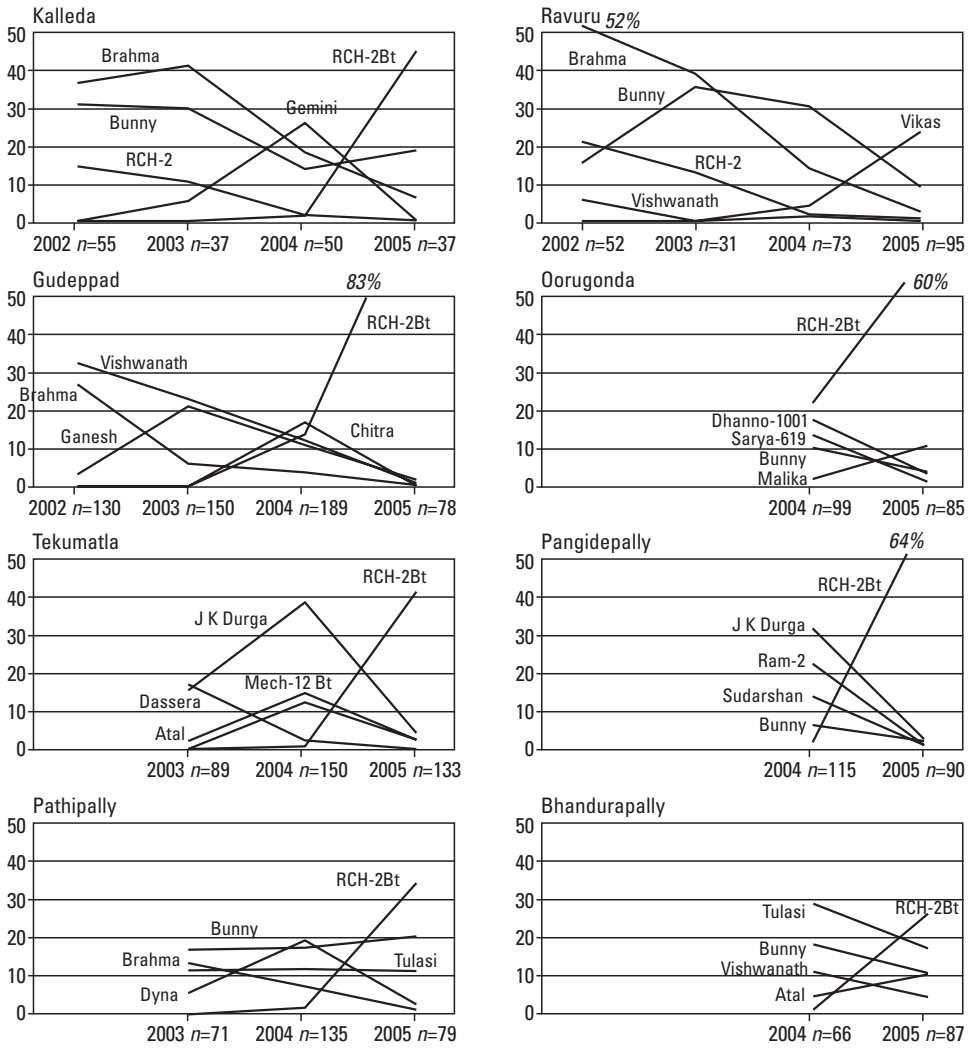 Kalleda
50
40
30
20
10
0
Brahma
RCH-2Bt
Gemini
Bunny
RCH-2
2002 n=55 2003 n=37 2004 n=50 2005 n=37
Ravuru
52%
50
40
30
20
10
0
Brahma
Bunny
Vikas
RCH-2
Vishwanath
2002 n=52 2003 n=31 2004 n=73 2005 n=95
Gudeppad
83%
50
40
30
20
10
0
RCH-2Bt
Vishwanath
Brahma
Ganesh
Chitra
2002 n=130 2003 n=150 2004 n=189 2005 n=78
Oorugonda
60%
50
40
30
20
10
0
RCH-2Bt
Dhanno-1001
Sarya-619
Bunny
Malika
2004 n=99 2005 n=85
Tekumatla
50
40
30
20
10
0
RCH-2Bt
J K Durga
Mech-12 Bt
Dassera
Atal
2003 n=89 2004 n=150 2005 n=133
Pangidepally
64%
50
40
30
20
10
0
RCH-2Bt
J K Durga
Ram-2
Sudarshan
Bunny
2004 n=115 2005 n=90
Pathipally
50
40
30
20
10
0
RCH-2Bt
Bunny
Brahma
Tulasi
Dyna
2003 n=71 2004 n=135 2005 n=79
Bhandurapally
50
40
30
20
10
0
Tulasi
RCH-2Bt
Bunny
Vishwanath
Atal
2004 n=66 2005 n=87